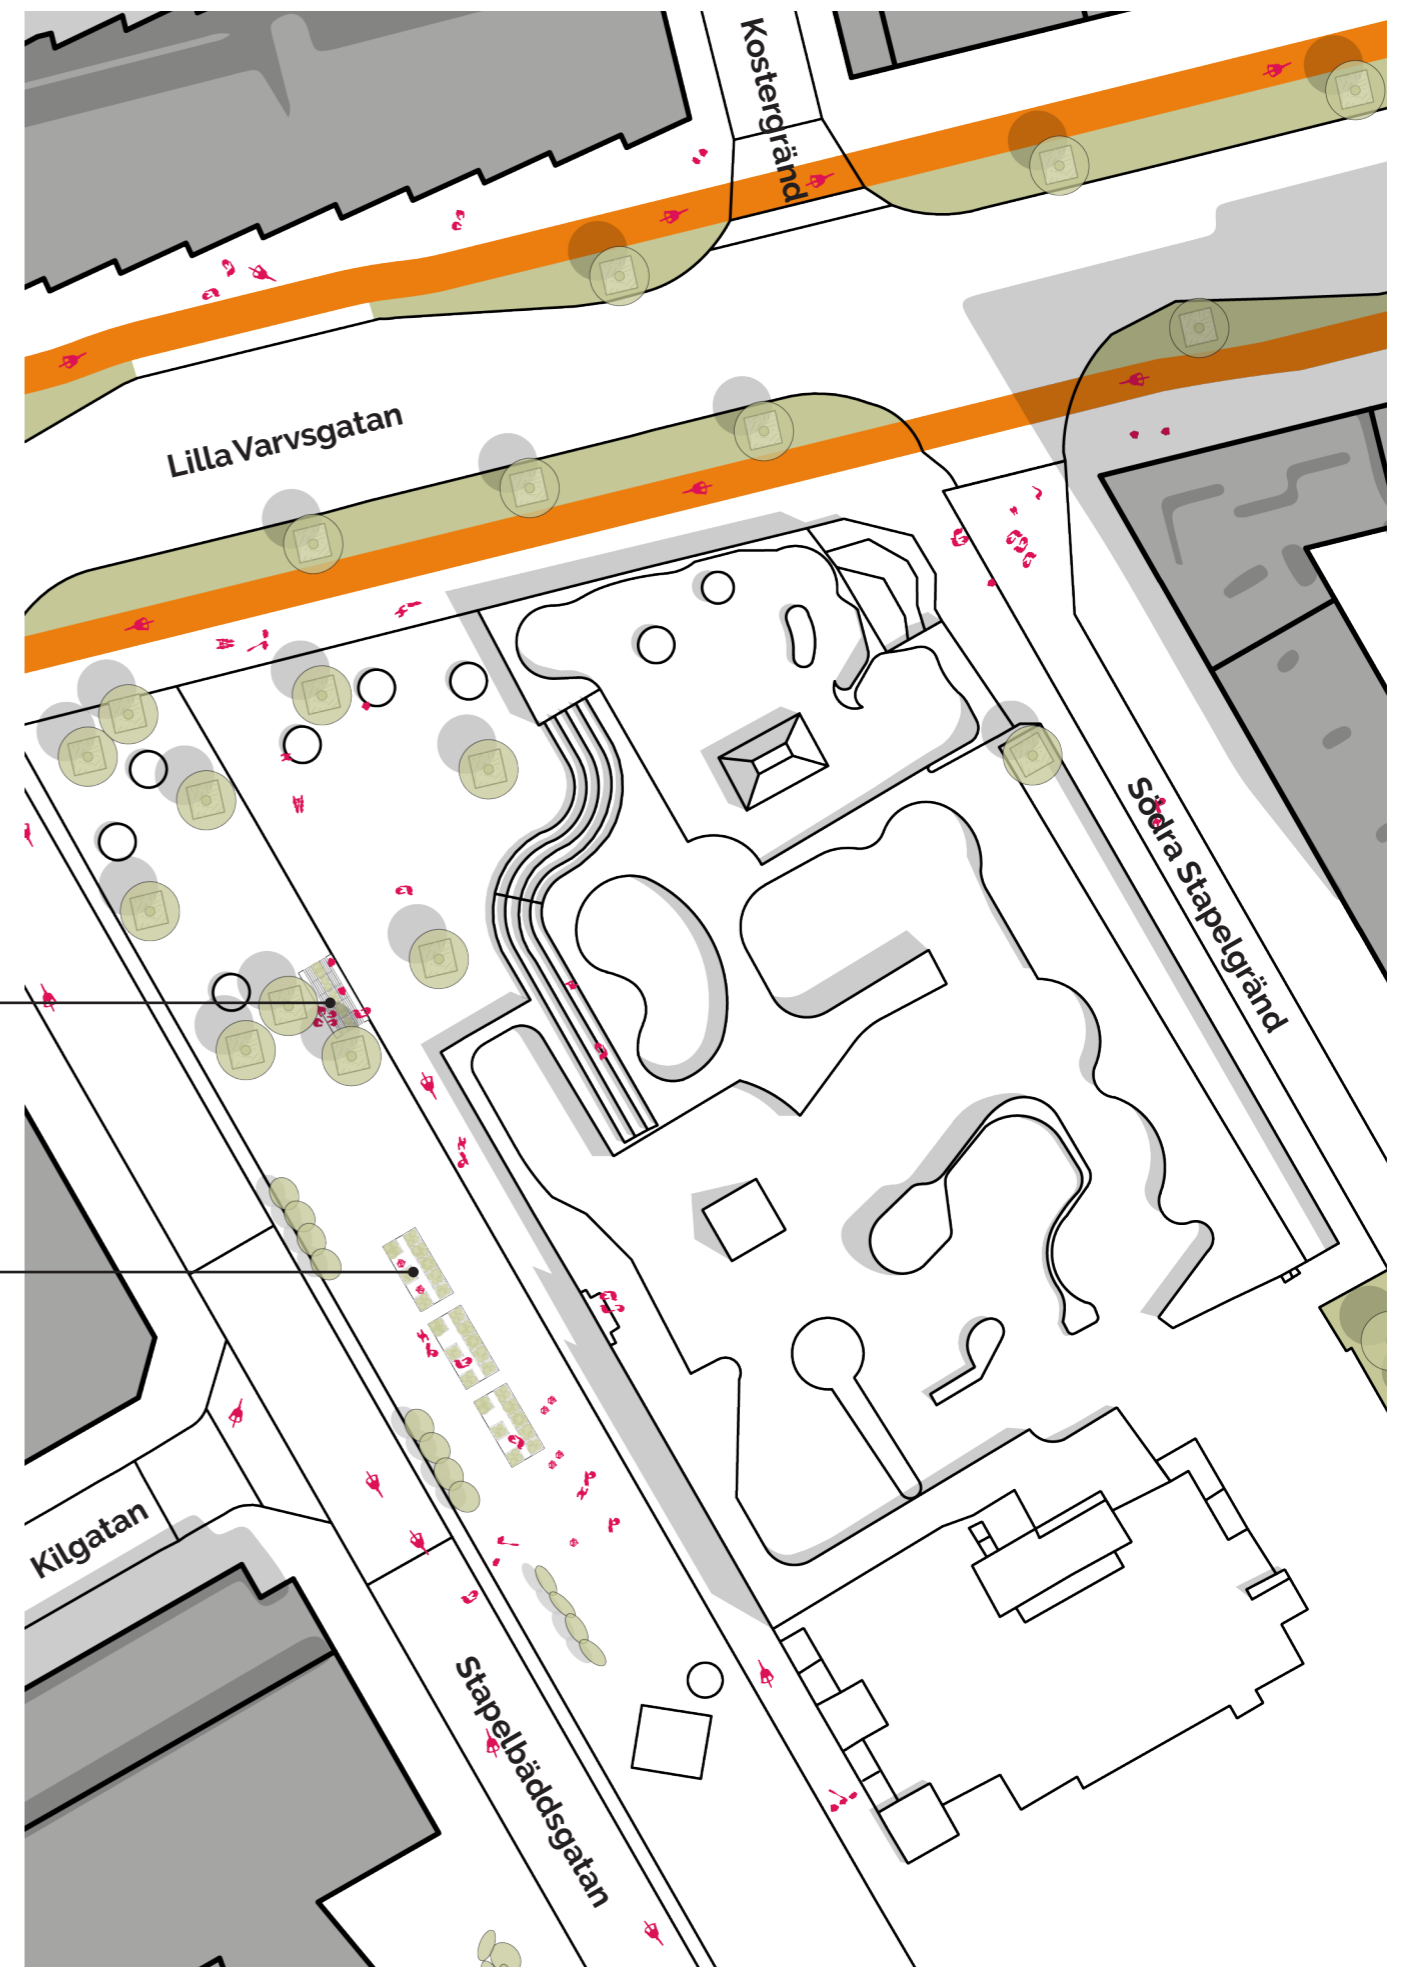 Kostergränd
Lilla Varvsgatan
Södra Stapelgränd
Kilgatan
Stapelbäddsgatan